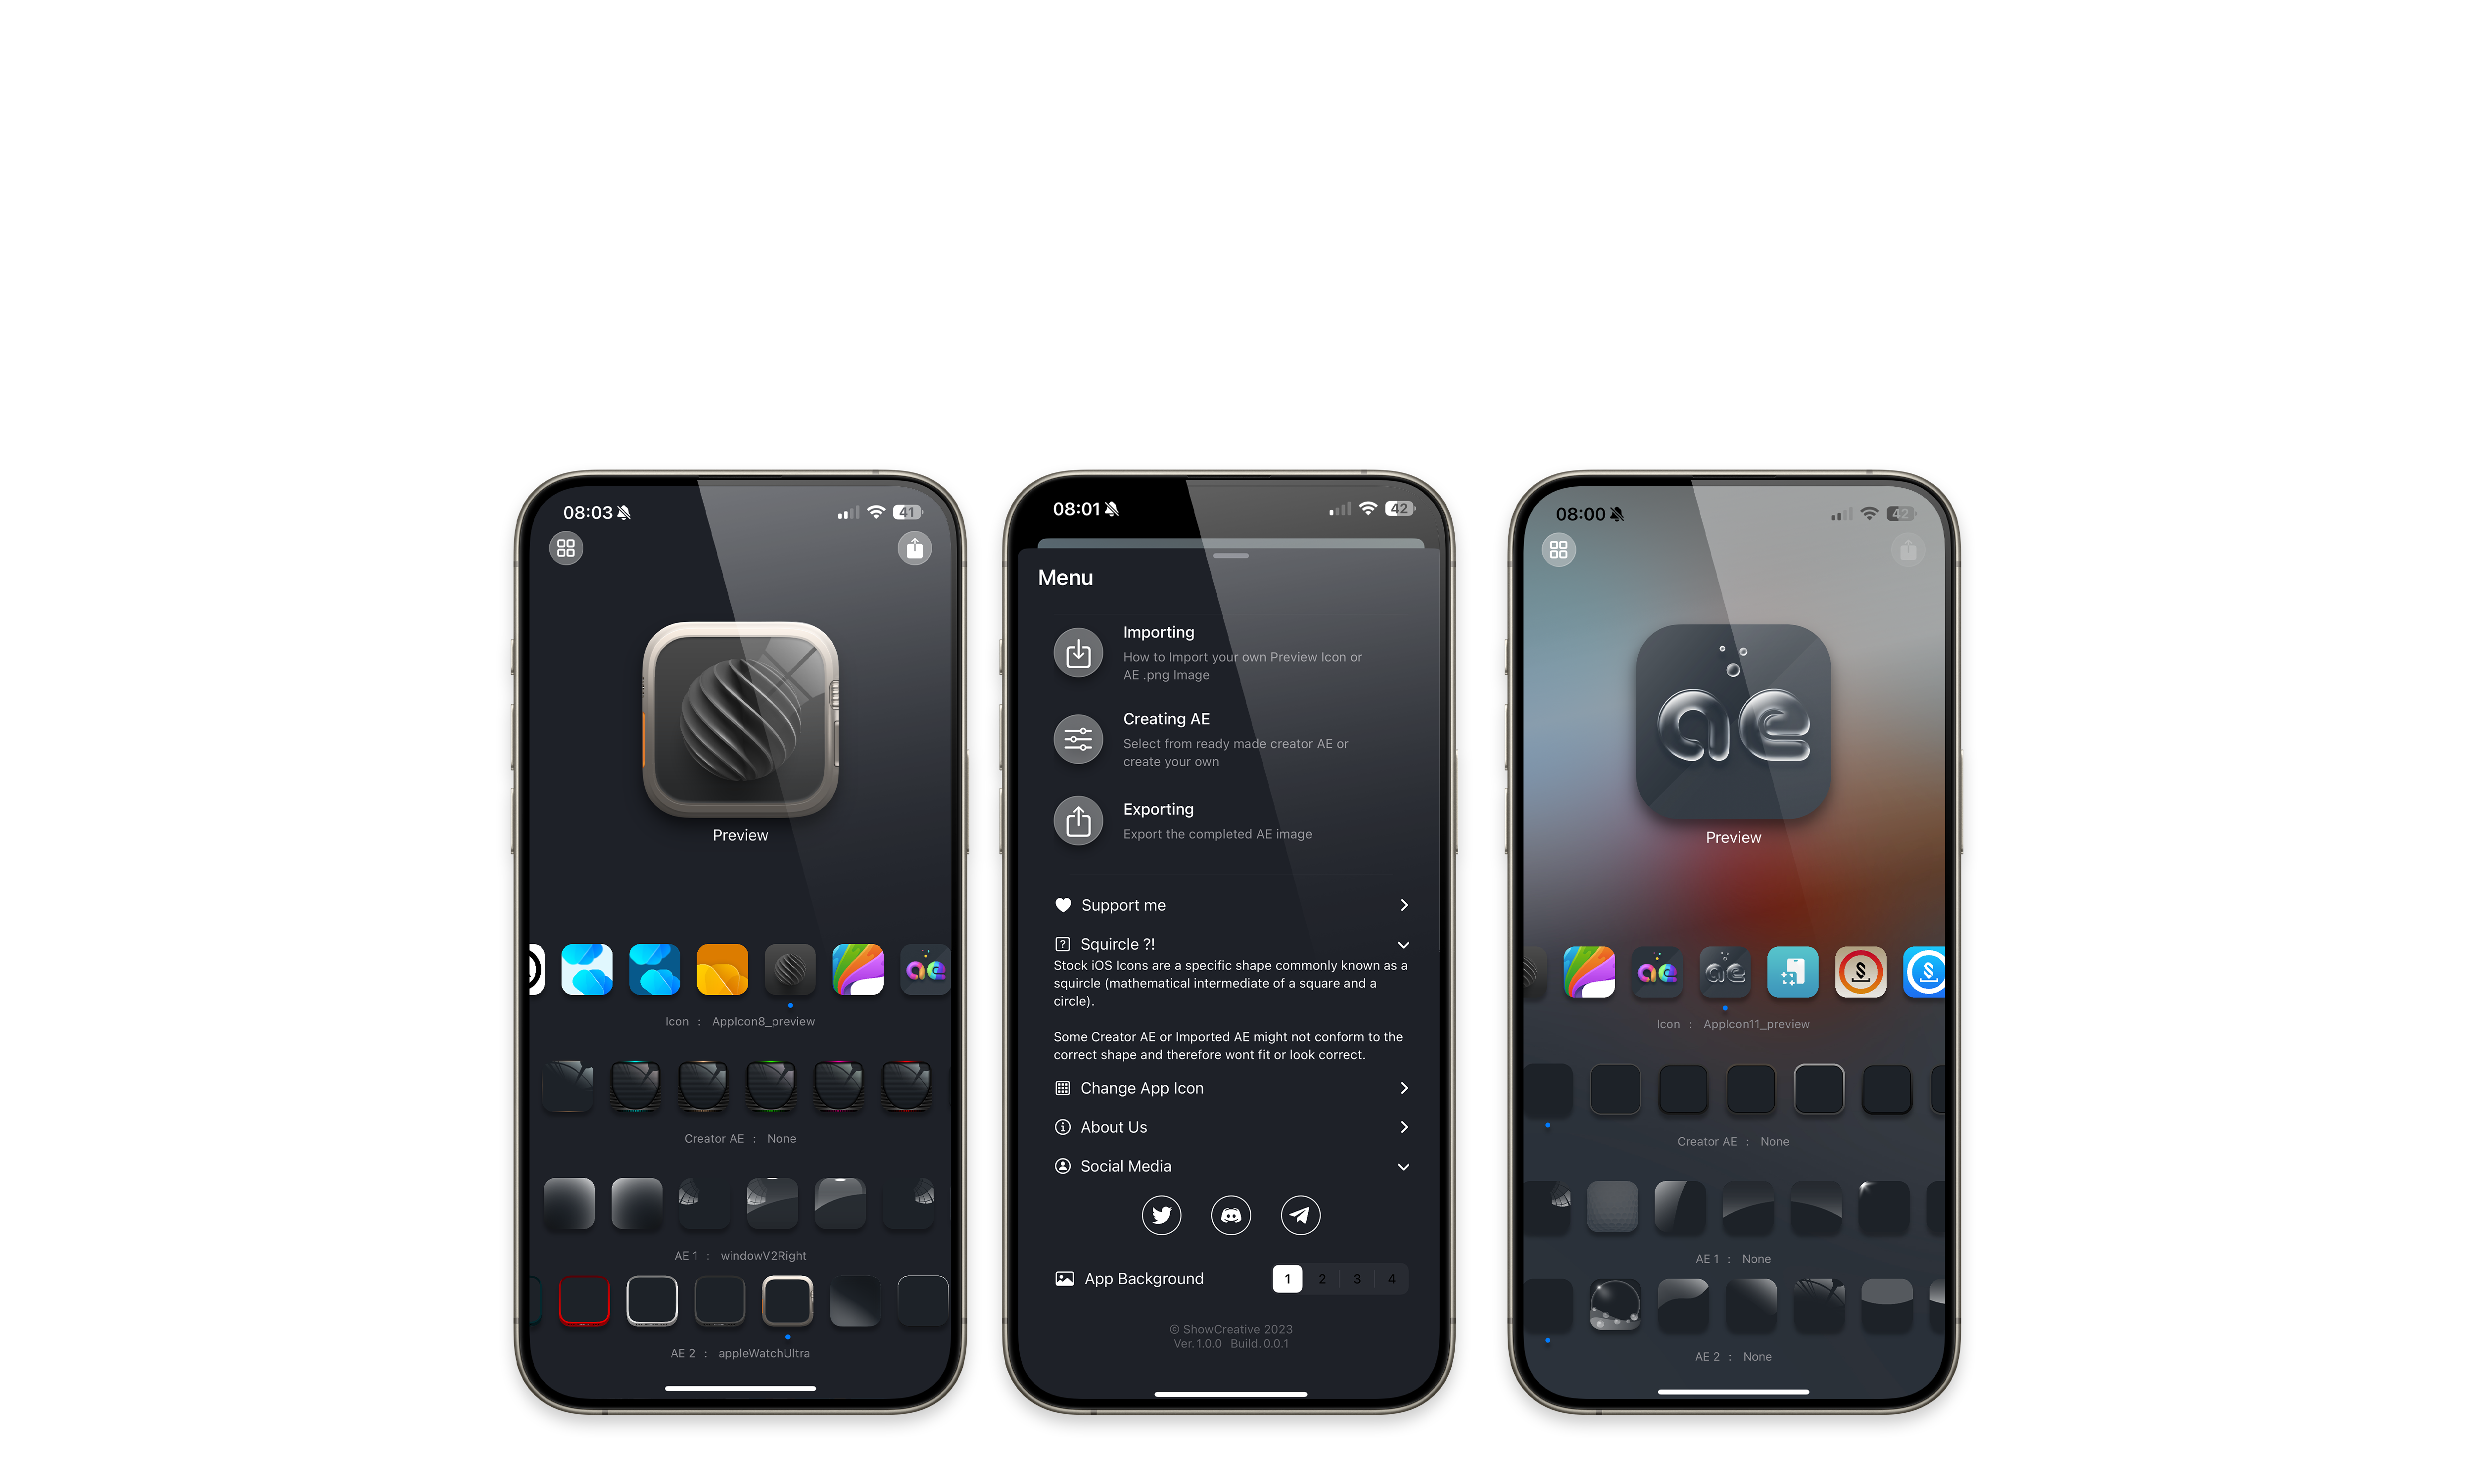 08:03
41
Preview
Icon : AppIcon8_preview
Creator AE : None
AE 1 : windowV2Right
AE 2 : appleWatchUltra
08:01
42
Menu
Importing
How to Import your own Preview Icon or
AE .png Image
Creating AE
Select from ready made creator AE or
create your own
Exporting
Export the completed AE image
Support me
Squircle ?!
Stock iOS Icons are a specific shape commonly known as a
squircle (mathematical intermediate of a square and a
circle).
Some Creator AE or Imported AE might not conform to the
correct shape and therefore wont fit or look correct.
Change App Icon
About Us
Social Media
App Background 1 2 3 4
© ShowCreative 2023
Ver. 1.0.0 Build. 0.0.1
08:00
42
ae
Preview
Icon : AppIcon11_preview
Creator AE : None
AE 1 : None
AE 2 : None